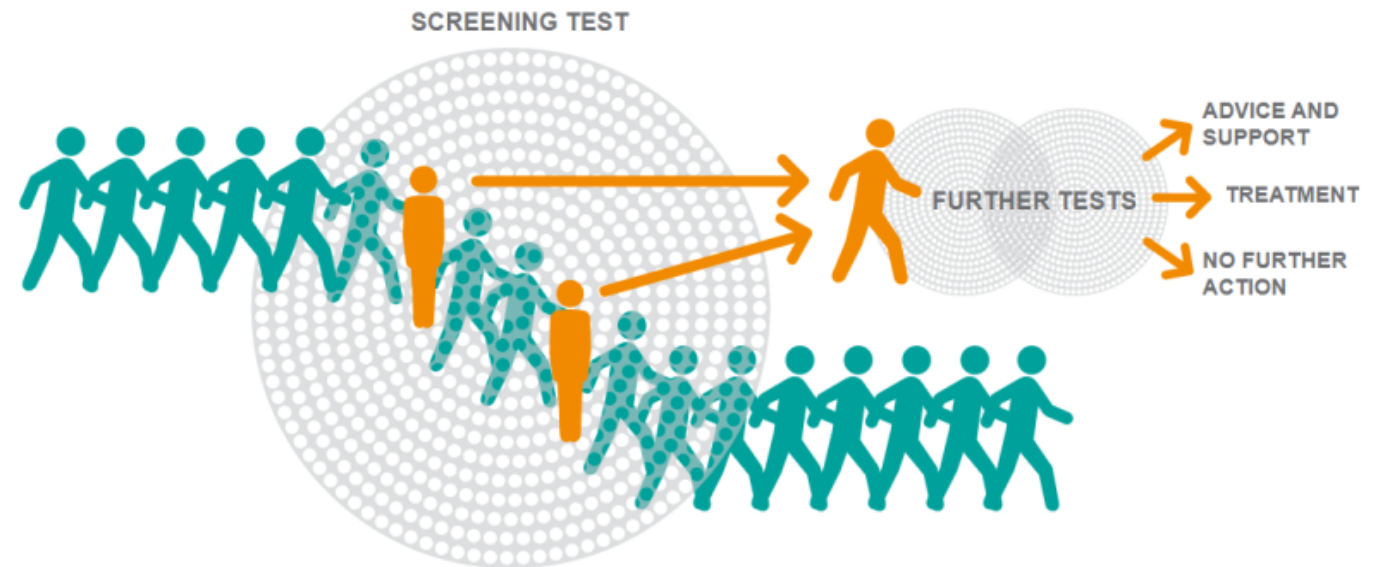 SCREENING TEST
ADVICE AND
SUPPORT
FURTHER TESTS
TREATMENT
NO FURTHER
ACTION